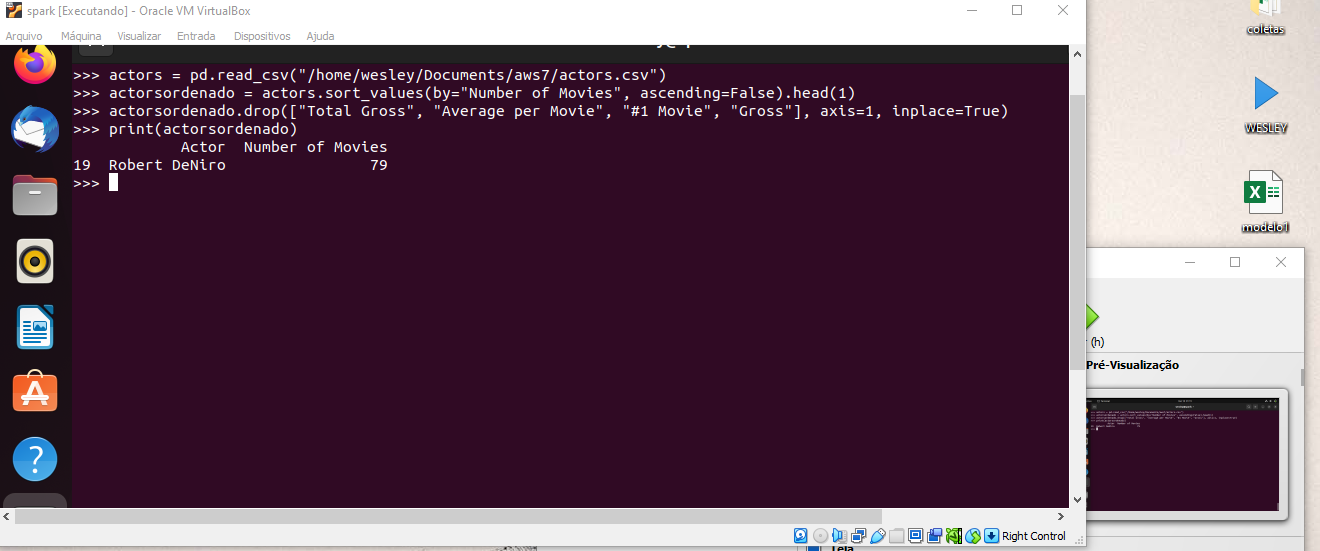 spark [Executando] - Oracle VM VirtualBox
Arquivo Máquina Visualizar Entrada Dispositivos Ajuda
>>> actors = pd.read_csv("/home/wesley/Documents/aws7/actors.csv")
>>> actorsordenado = actors.sort_values(by="Number of Movies", ascending=False).head(1)
>>> actorsordenado.drop(["Total Gross", "Average per Movie", "#1 Movie", "Gross"], axis=1, inplace=True)
>>> print(actorsordenado)
Actor  Number of Movies
19  Robert DeNiro  79
>>>
Right Control
coletas
WESLEY
modelo1
(h)
Pré-Visualização
Tela